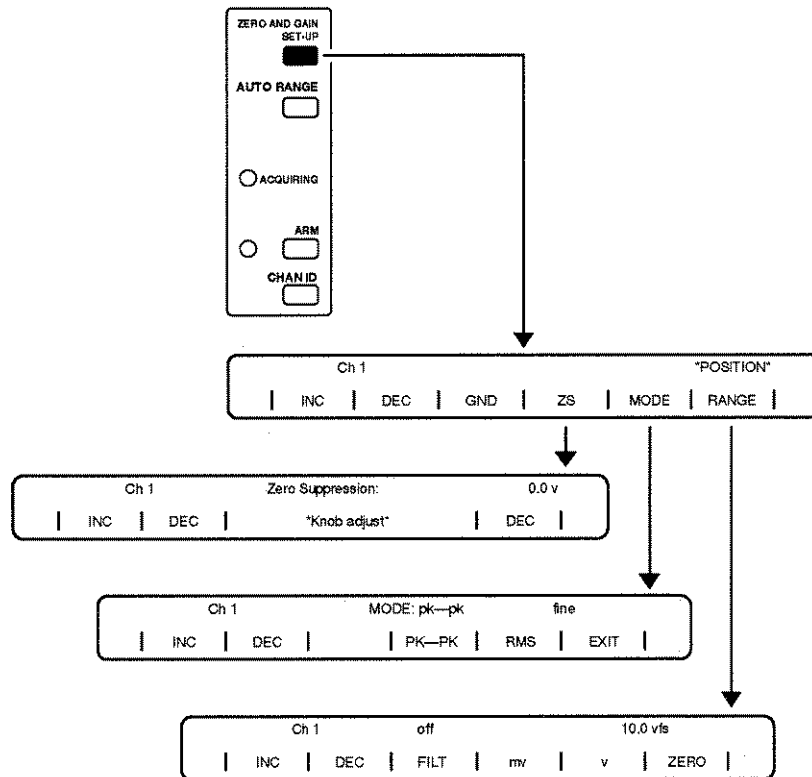 ZERO AND GAIN
SET-UP
AUTO RANGE
ACQUIRING
ARM
CHAN ID
Ch 1 "POSITION"
INC DEC GND ZS MODE RANGE
Ch 1 Zero Suppression: 0.0 v
INC DEC "Knob adjust" DEC
Ch 1 MODE: pk—pk fine
INC DEC PK—PK RMS EXIT
Ch 1 off 10.0 vfs
INC DEC FILT mv v ZERO